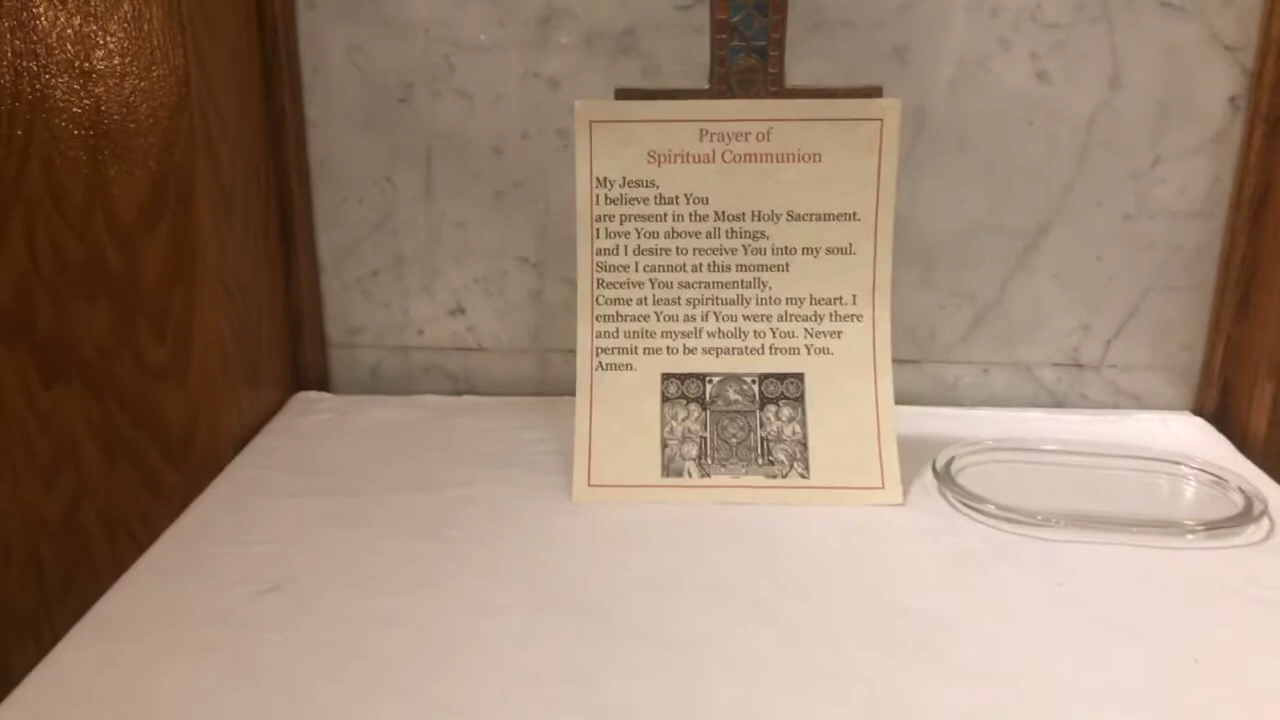 Prayer of
Spiritual Communion
My Jesus,
I believe that You
are present in the Most Holy Sacrament.
I love You above all things,
and I desire to receive You into my soul.
Since I cannot at this moment
Receive You sacramentally,
Come at least spiritually into my heart. I
embrace You as if You were already there
and unite myself wholly to You. Never
permit me to be separated from You.
Amen.